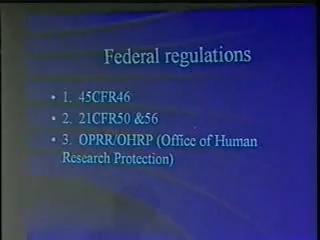 Federal regulations
• 1. 45CFR46
• 2. 21CFR50 &56
• 3. OPRR/OHRP (Office of Human
Research Protection)